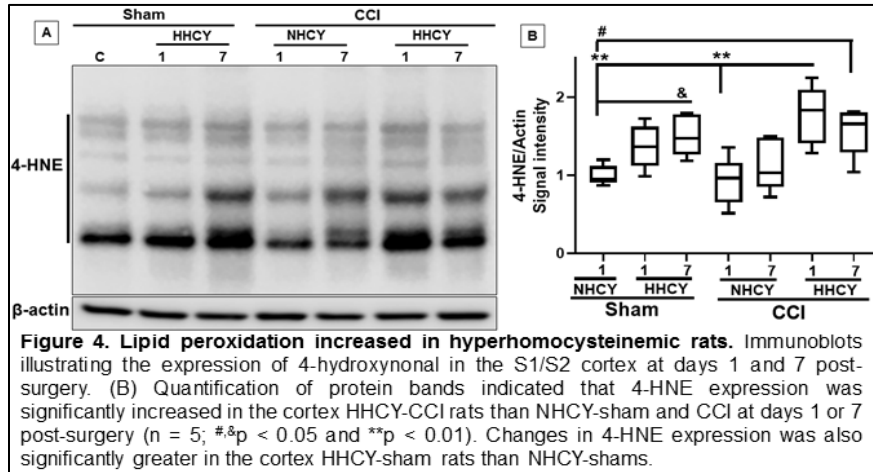 Sham CCI
A HHCY NHCY HHCY
C 1 7 1 7 1 7
4-HNE
β-actin
B
#
** **
&
4-HNE/Actin
Signal intensity
2
1
0
1 1 7 1 7 1 7
NHCY HHCY NHCY HHCY
Sham CCI
Figure 4. Lipid peroxidation increased in hyperhomocysteinemic rats. Immunoblots
illustrating the expression of 4-hydroxynonal in the S1/S2 cortex at days 1 and 7 post-
surgery. (B) Quantification of protein bands indicated that 4-HNE expression was
significantly increased in the cortex HHCY-CCI rats than NHCY-sham and CCI at days 1 or 7
post-surgery (n = 5; #,&p < 0.05 and **p < 0.01). Changes in 4-HNE expression was also
significantly greater in the cortex HHCY-sham rats than NHCY-shams.